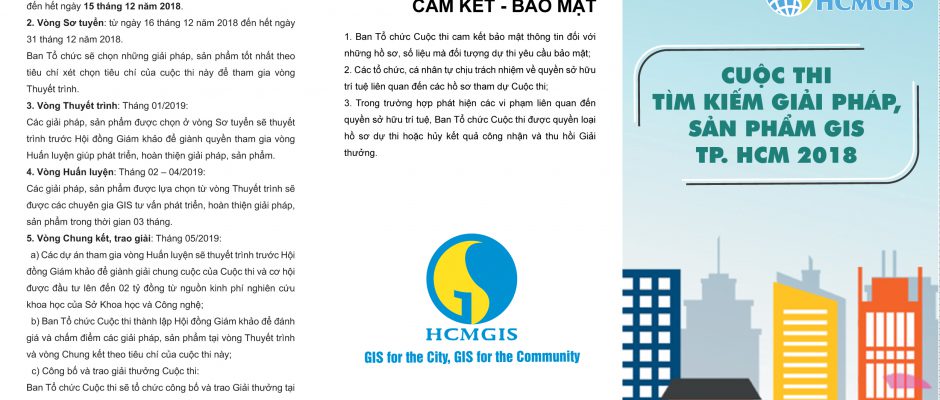 đến hết ngày 15 tháng 12 năm 2018.
2. Vòng Sơ tuyển: từ ngày 16 tháng 12 năm 2018 đến hết ngày
31 tháng 12 năm 2018.
Ban Tổ chức sẽ chọn những giải pháp, sản phẩm tốt nhất theo
tiêu chí xét chọn tiêu chí của cuộc thi này để tham gia vòng
Thuyết trình.
3. Vòng Thuyết trình: Tháng 01/2019:
Các giải pháp, sản phẩm được chọn ở vòng Sơ tuyển sẽ thuyết
trình trước Hội đồng Giám khảo để giành quyền tham gia vòng
Huấn luyện giúp phát triển, hoàn thiện giải pháp, sản phẩm.
4. Vòng Huấn luyện: Tháng 02 – 04/2019:
Các giải pháp, sản phẩm được lựa chọn từ vòng Thuyết trình sẽ
được các chuyên gia GIS tư vấn phát triển, hoàn thiện giải pháp,
sản phẩm trong thời gian 03 tháng.
5. Vòng Chung kết, trao giải: Tháng 05/2019:
a) Các dự án tham gia vòng Huấn luyện sẽ thuyết trình trước Hội
đồng Giám khảo để giành giải chung cuộc của Cuộc thi và cơ hội
được đầu tư lên đến 02 tỷ đồng từ nguồn kinh phí nghiên cứu
khoa học của Sở Khoa học và Công nghệ;
b) Ban Tổ chức Cuộc thi thành lập Hội đồng Giám khảo để đánh
giá và chấm điểm các giải pháp, sản phẩm tại vòng Thuyết trình
và vòng Chung kết theo tiêu chí của cuộc thi này;
c) Công bố và trao giải thưởng Cuộc thi:
Ban Tổ chức Cuộc thi sẽ tổ chức công bố và trao Giải thưởng tại
CAM KẾT - BẢO MẬT
1. Ban Tổ chức Cuộc thi cam kết bảo mật thông tin đối với
những hồ sơ, số liệu mà đối tượng dự thi yêu cầu bảo mật;
2. Các tổ chức, cá nhân tự chịu trách nhiệm về quyền sở hữu
trí tuệ liên quan đến các hồ sơ tham dự Cuộc thi;
3. Trong trường hợp phát hiện các vi phạm liên quan đến
quyền sở hữu trí tuệ, Ban Tổ chức Cuộc thi được quyền loại
hồ sơ dự thi hoặc hủy kết quả công nhận và thu hồi Giải
thưởng.
HCMGIS
GIS for the City, GIS for the Community
HCMGIS
CUỘC THI
TÌM KIẾM GIẢI PHÁP,
SẢN PHẨM GIS
TP. HCM 2018